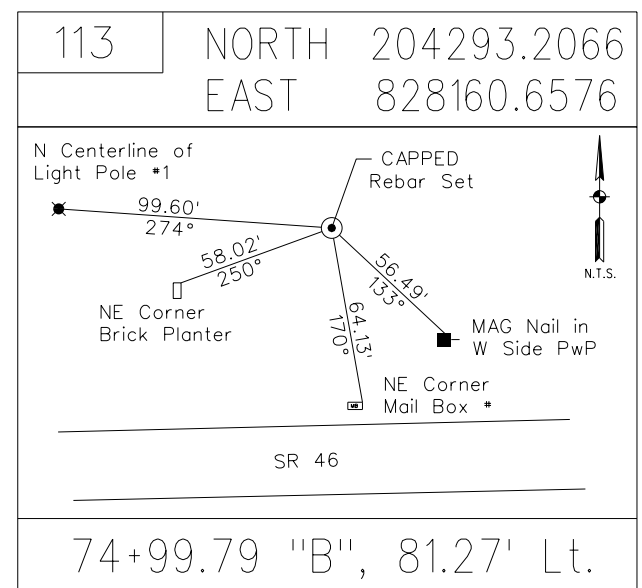 113
NORTH 204293.2066
EAST 828160.6576
N Centerline of
Light Pole #1
CAPPED
Rebar Set
99.60'
274°
58.02'
250°
56.49'
133°
N.T.S.
64.13'
170°
NE Corner
Brick Planter
MAG Nail in
W Side PwP
NE Corner
Mail Box #
MB
SR 46
74+99.79 "B", 81.27' Lt.